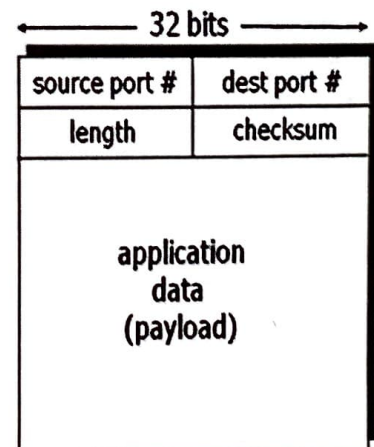 32 bits
source port # dest port #
length checksum
application
data
(payload)